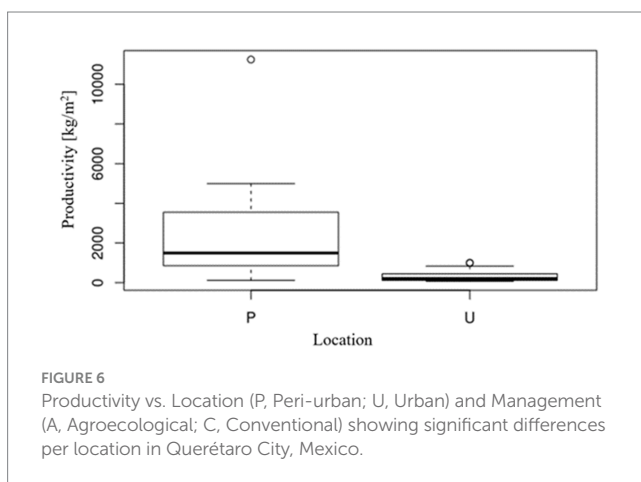 Productivity [kg/m²]
10000
6000
2000
0
P
U
Location
FIGURE 6
Productivity vs. Location (P, Peri-urban; U, Urban) and Management
(A, Agroecological; C, Conventional) showing significant differences
per location in Querétaro City, Mexico.